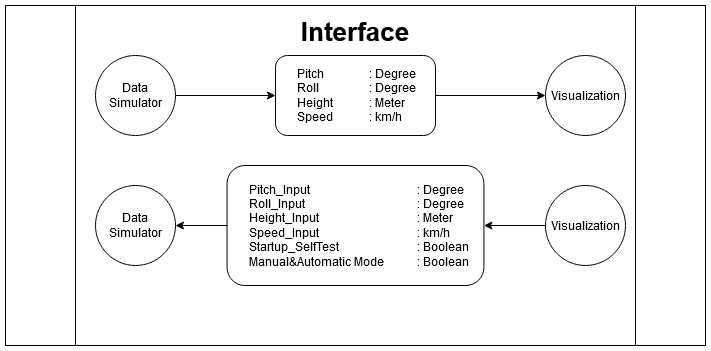 Interface
Data
Simulator
Pitch : Degree
Roll : Degree
Height : Meter
Speed : km/h
Visualization
Data
Simulator
Pitch_Input : Degree
Roll_Input : Degree
Height_Input : Meter
Speed_Input : km/h
Startup_SelfTest : Boolean
Manual&Automatic Mode : Boolean
Visualization